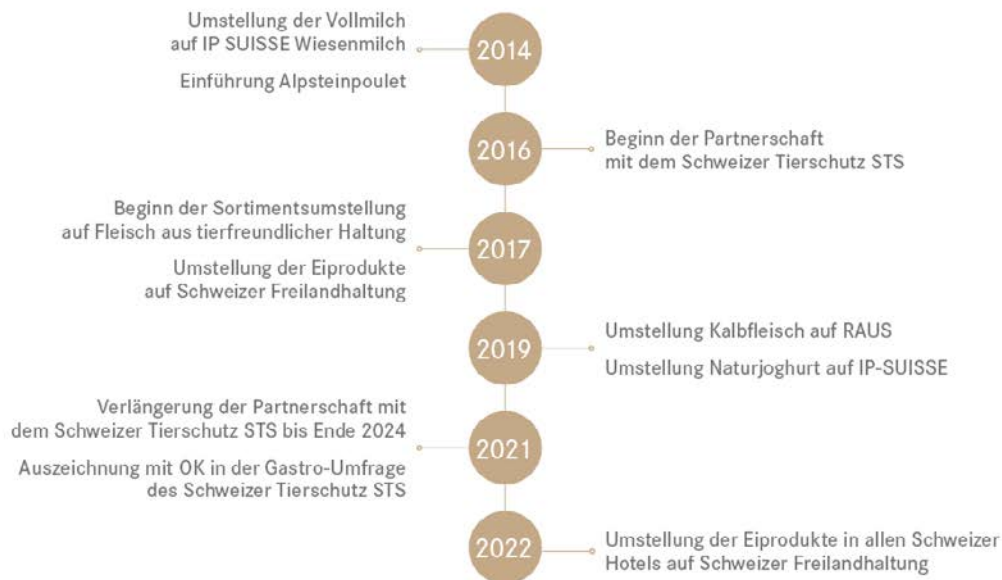 Umstellung der Vollmilch
auf IP SUISSE Wiesenmilch
Einführung Alpsteinpoulet
2014
2016
Beginn der Partnerschaft
mit dem Schweizer Tierschutz STS
Beginn der Sortimentsumstellung
auf Fleisch aus tierfreundlicher Haltung
Umstellung der Eiprodukte
auf Schweizer Freilandhaltung
2017
2019
Umstellung Kalbfleisch auf RAUS
Umstellung Naturjoghurt auf IP-SUISSE
Verlängerung der Partnerschaft mit
dem Schweizer Tierschutz STS bis Ende 2024
Auszeichnung mit OK in der Gastro-Umfrage
des Schweizer Tierschutz STS
2021
2022
Umstellung der Eiprodukte in allen Schweizer
Hotels auf Schweizer Freilandhaltung